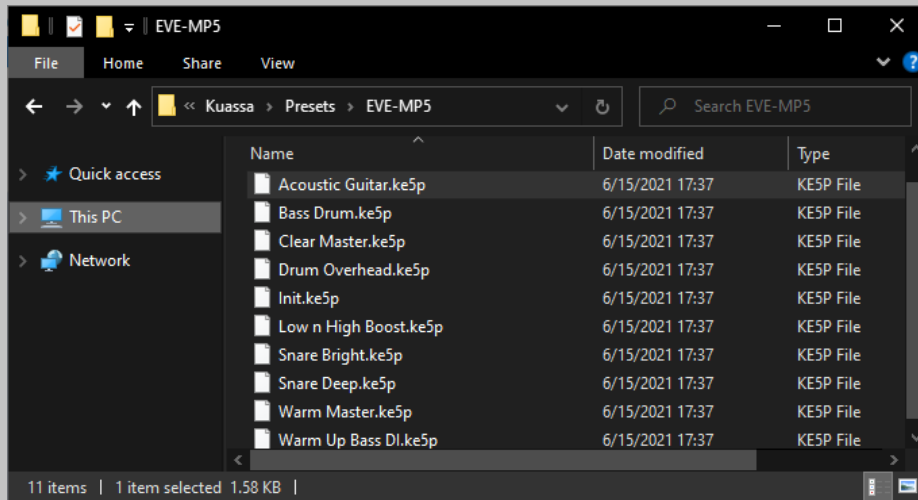 EVE-MP5
File Home Share View
« Kuassa > Presets > EVE-MP5 Search EVE-MP5
Name Date modified Type
Quick access
This PC
Network
Acoustic Guitar.ke5p 6/15/2021 17:37 KE5P File
Bass Drum.ke5p 6/15/2021 17:37 KE5P File
Clear Master.ke5p 6/15/2021 17:37 KE5P File
Drum Overhead.ke5p 6/15/2021 17:37 KE5P File
Init.ke5p 6/15/2021 17:37 KE5P File
Low n High Boost.ke5p 6/15/2021 17:37 KE5P File
Snare Bright.ke5p 6/15/2021 17:37 KE5P File
Snare Deep.ke5p 6/15/2021 17:37 KE5P File
Warm Master.ke5p 6/15/2021 17:37 KE5P File
Warm Up Bass DI.ke5p 6/15/2021 17:37 KE5P File
11 items | 1 item selected 1.58 KB |